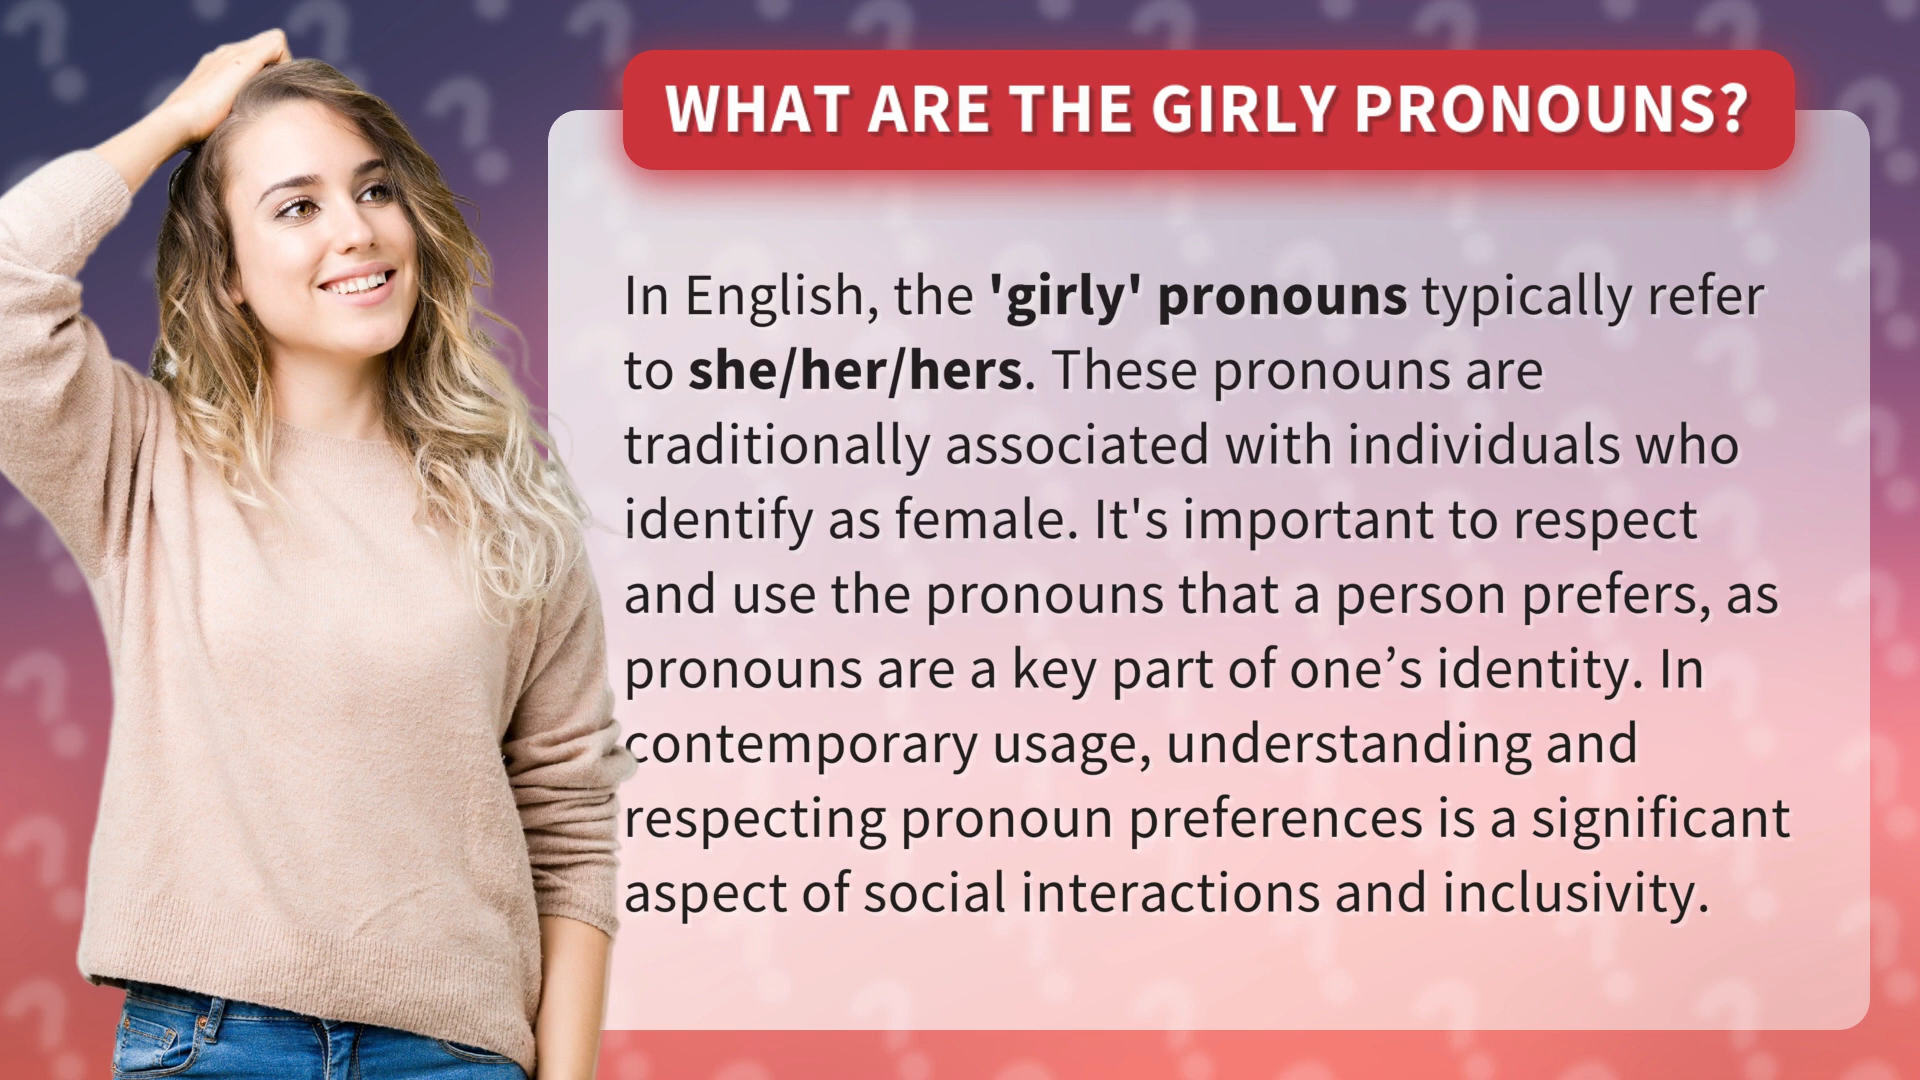 WHAT ARE THE GIRLY PRONOUNS?
In English, the 'girly' pronouns typically refer
to she/her/hers. These pronouns are
traditionally associated with individuals who
identify as female. It's important to respect
and use the pronouns that a person prefers, as
pronouns are a key part of one’s identity. In
contemporary usage, understanding and
respecting pronoun preferences is a significant
aspect of social interactions and inclusivity.